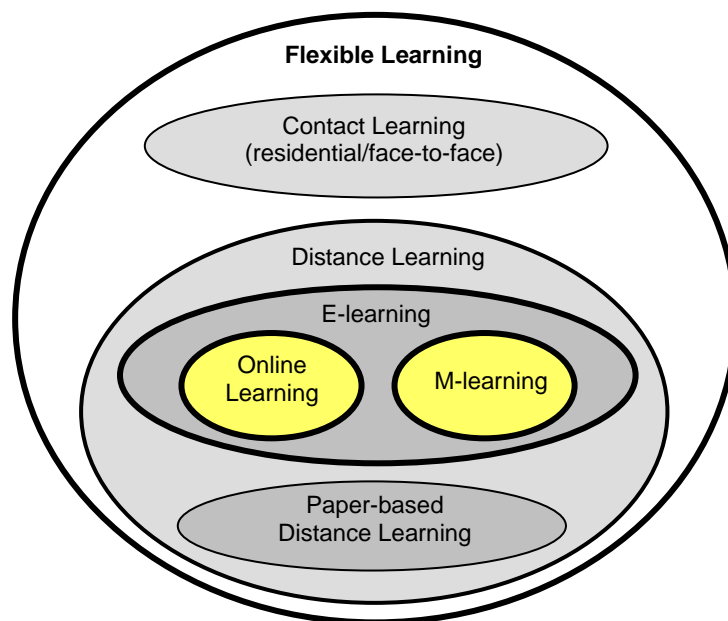 Flexible Learning
Contact Learning
(residential/face-to-face)
Distance Learning
E-learning
Online
Learning
M-learning
Paper-based
Distance Learning